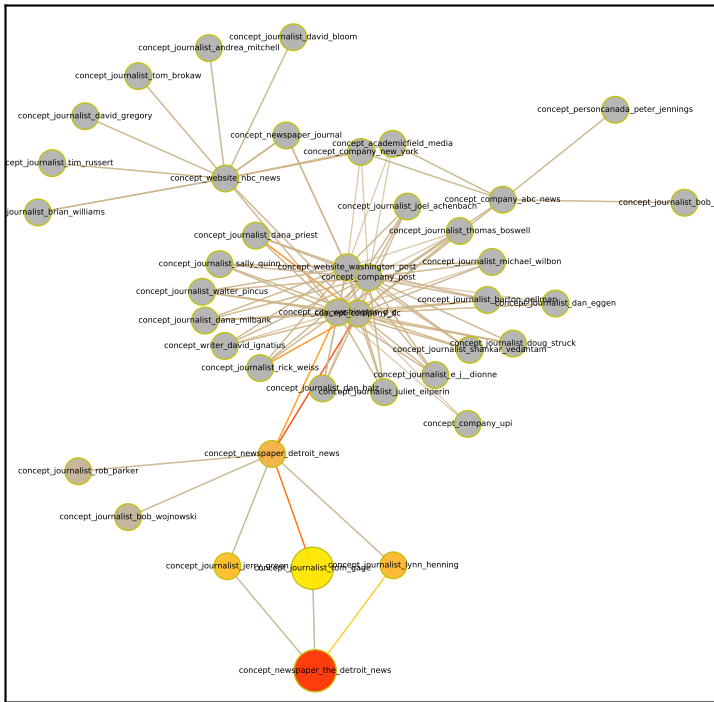 concept_journalist_david_bloom
concept_journalist_andrea_mitchell
concept_journalist_tom_brokaw
concept_personcanada_peter_jennings
concept_journalist_david_gregory
concept_newspaper_journal
concept_academicfield_media
concept_company_new_york
cept_journalist_tim_russert
concept_website_nbc_news
concept_company_abc_news
concept_journalist_bob_
journalist_brian_williams
concept_journalist_joel_achenbach
concept_journalist_dana_priest
concept_journalist_thomas_boswell
concept_journalist_sally_quinn
concept_website_washington_post
concept_journalist_michael_wilbon
concept_company_post
concept_journalist_walter_pincus
concept_journalist_barton_gellman
concept_journalist_dan_eggen
concept_journalist_dana_milbank
concept_writer_david_ignatius
concept_journalist_doug_struck
concept_journalist_shankar_vedantam
concept_journalist_rick_weiss
concept_journalist_e_j__dionne
concept_journalist_dan_balz
concept_journalist_juliet_eilperin
concept_company_upi
concept_newspaper_detroit_news
concept_journalist_rob_parker
concept_journalist_bob_wojnowski
concept_journalist_jerry_green
concept_journalist_tom_gage
concept_journalist_lynn_henning
concept_newspaper_the_detroit_news